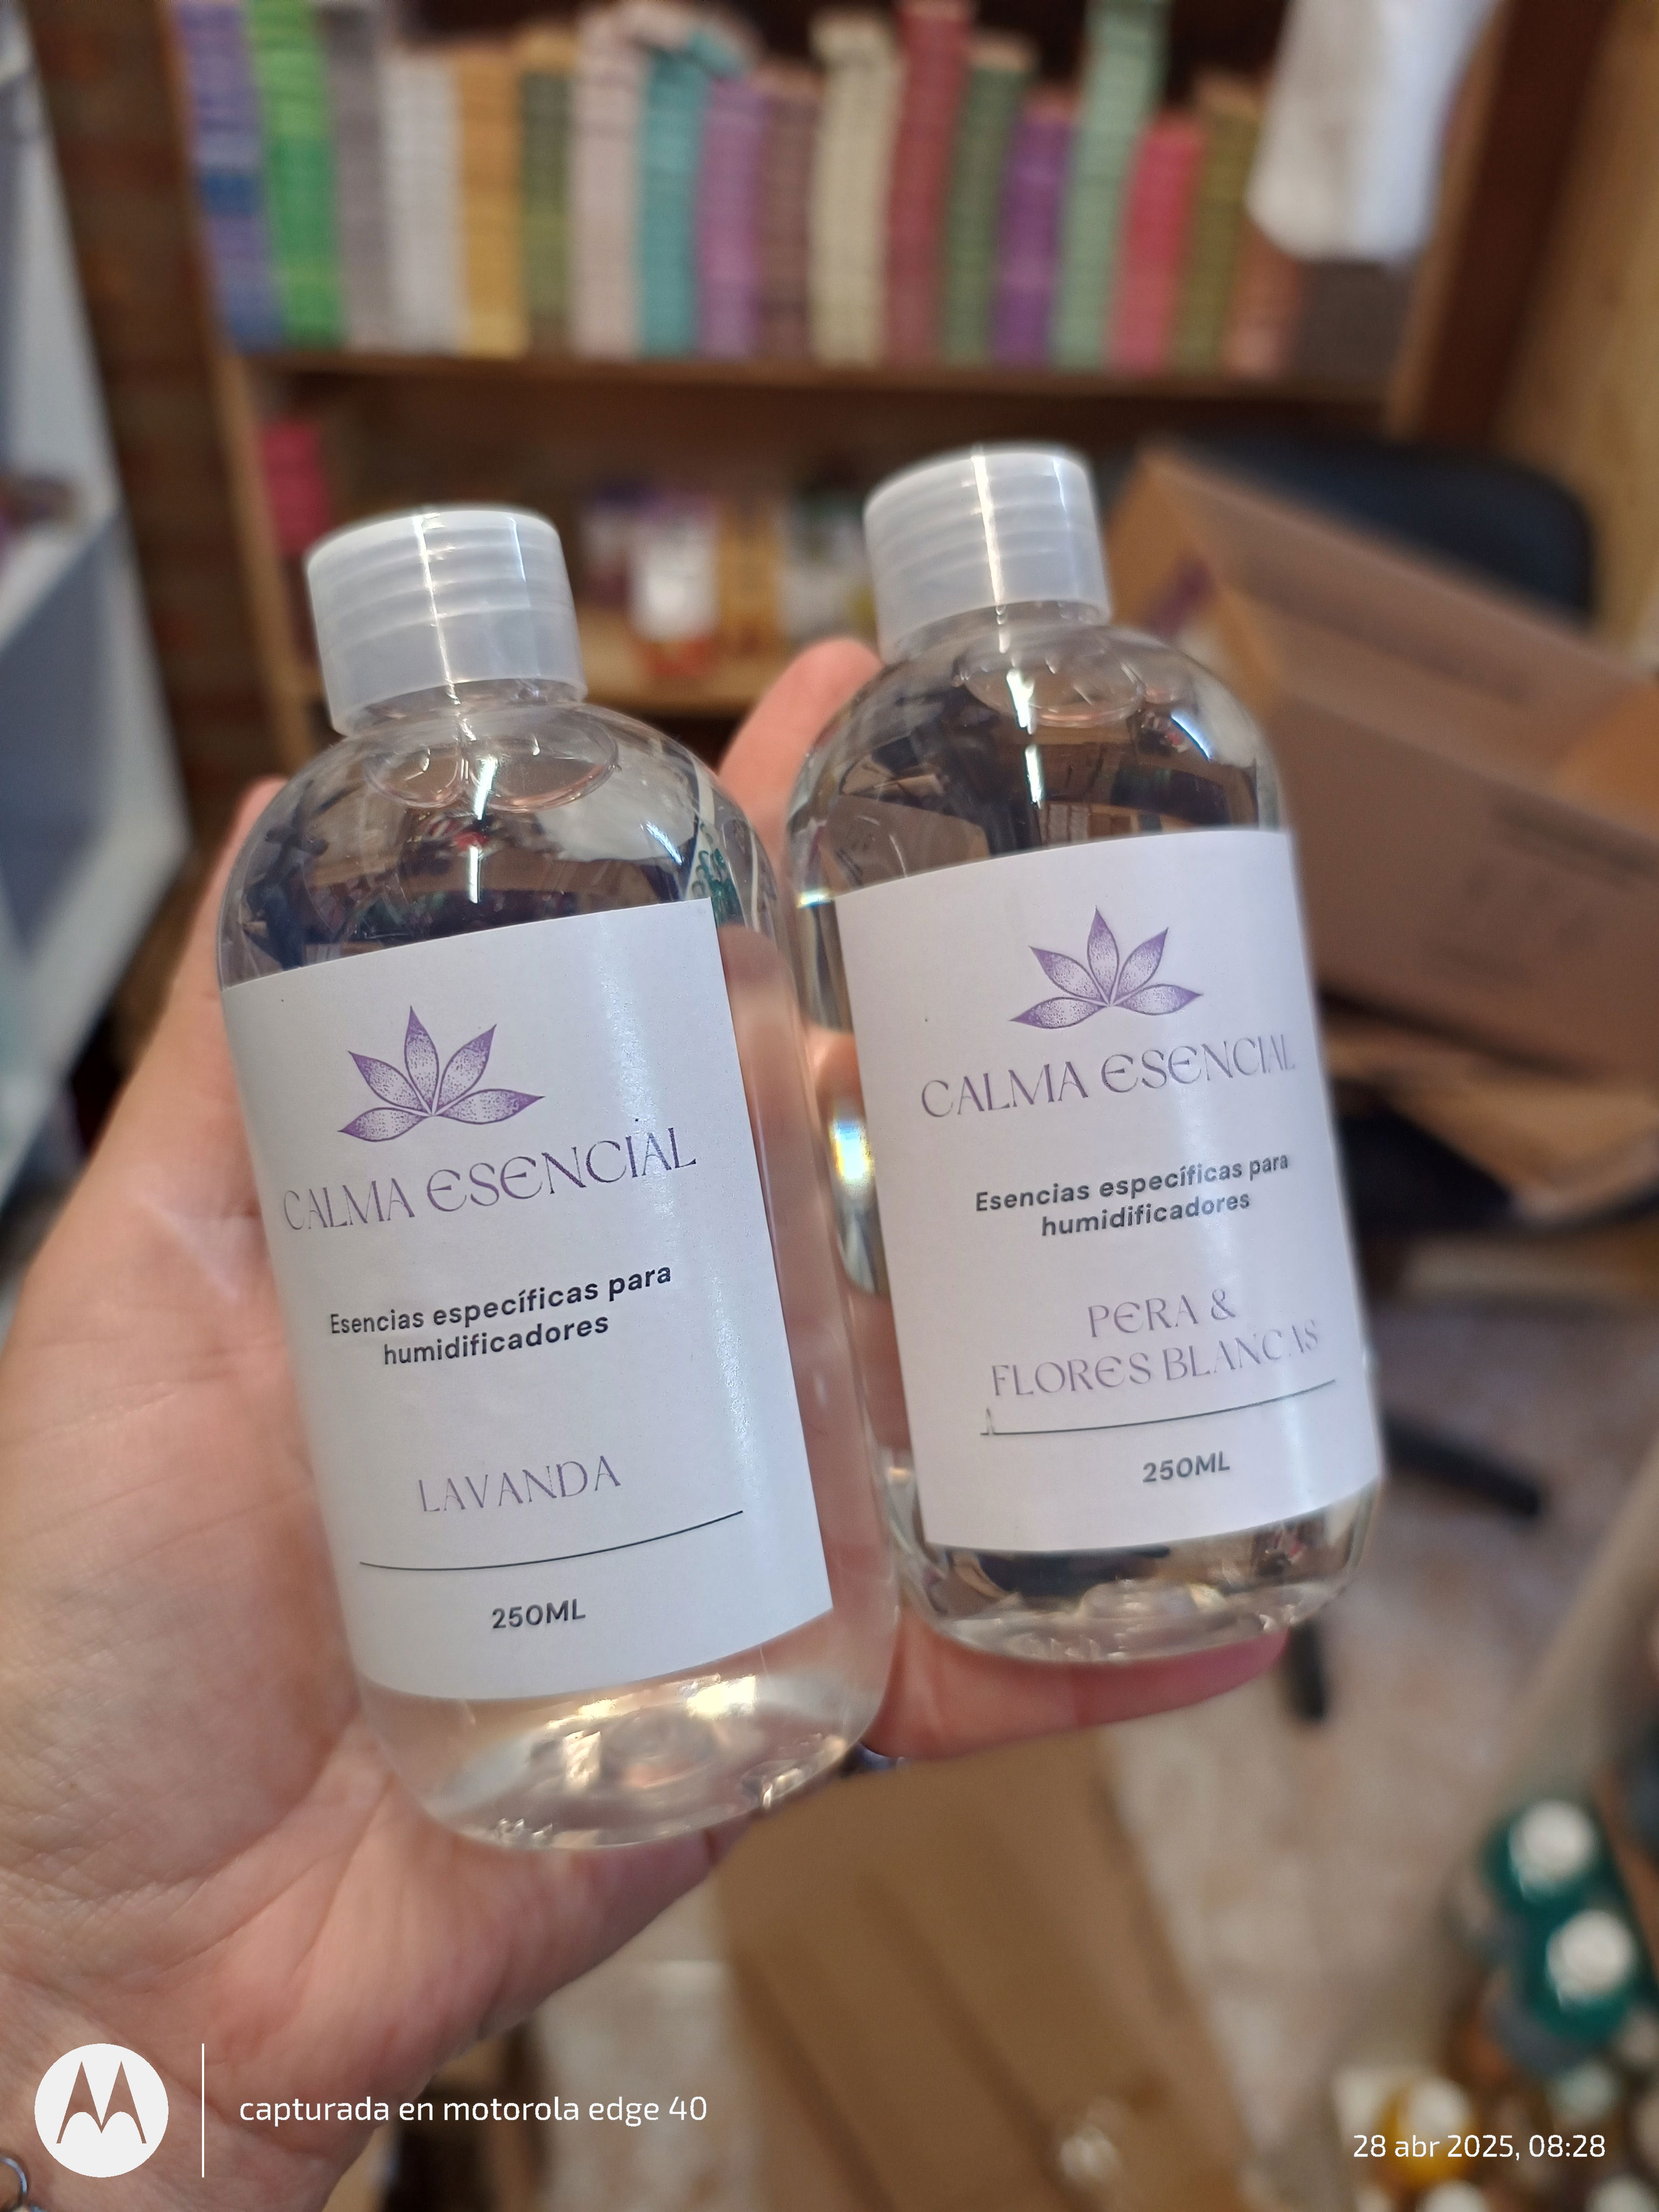 CALMA ESENCIAL
Esencias específicas para
humidificadores
LAVANDA
250ML
CALMA ESENCIAL
Esencias específicas para
humidificadores
PERA &
FLORES BLANCAS
250ML
capturada en motorola edge 40
28 abr 2025, 08:28